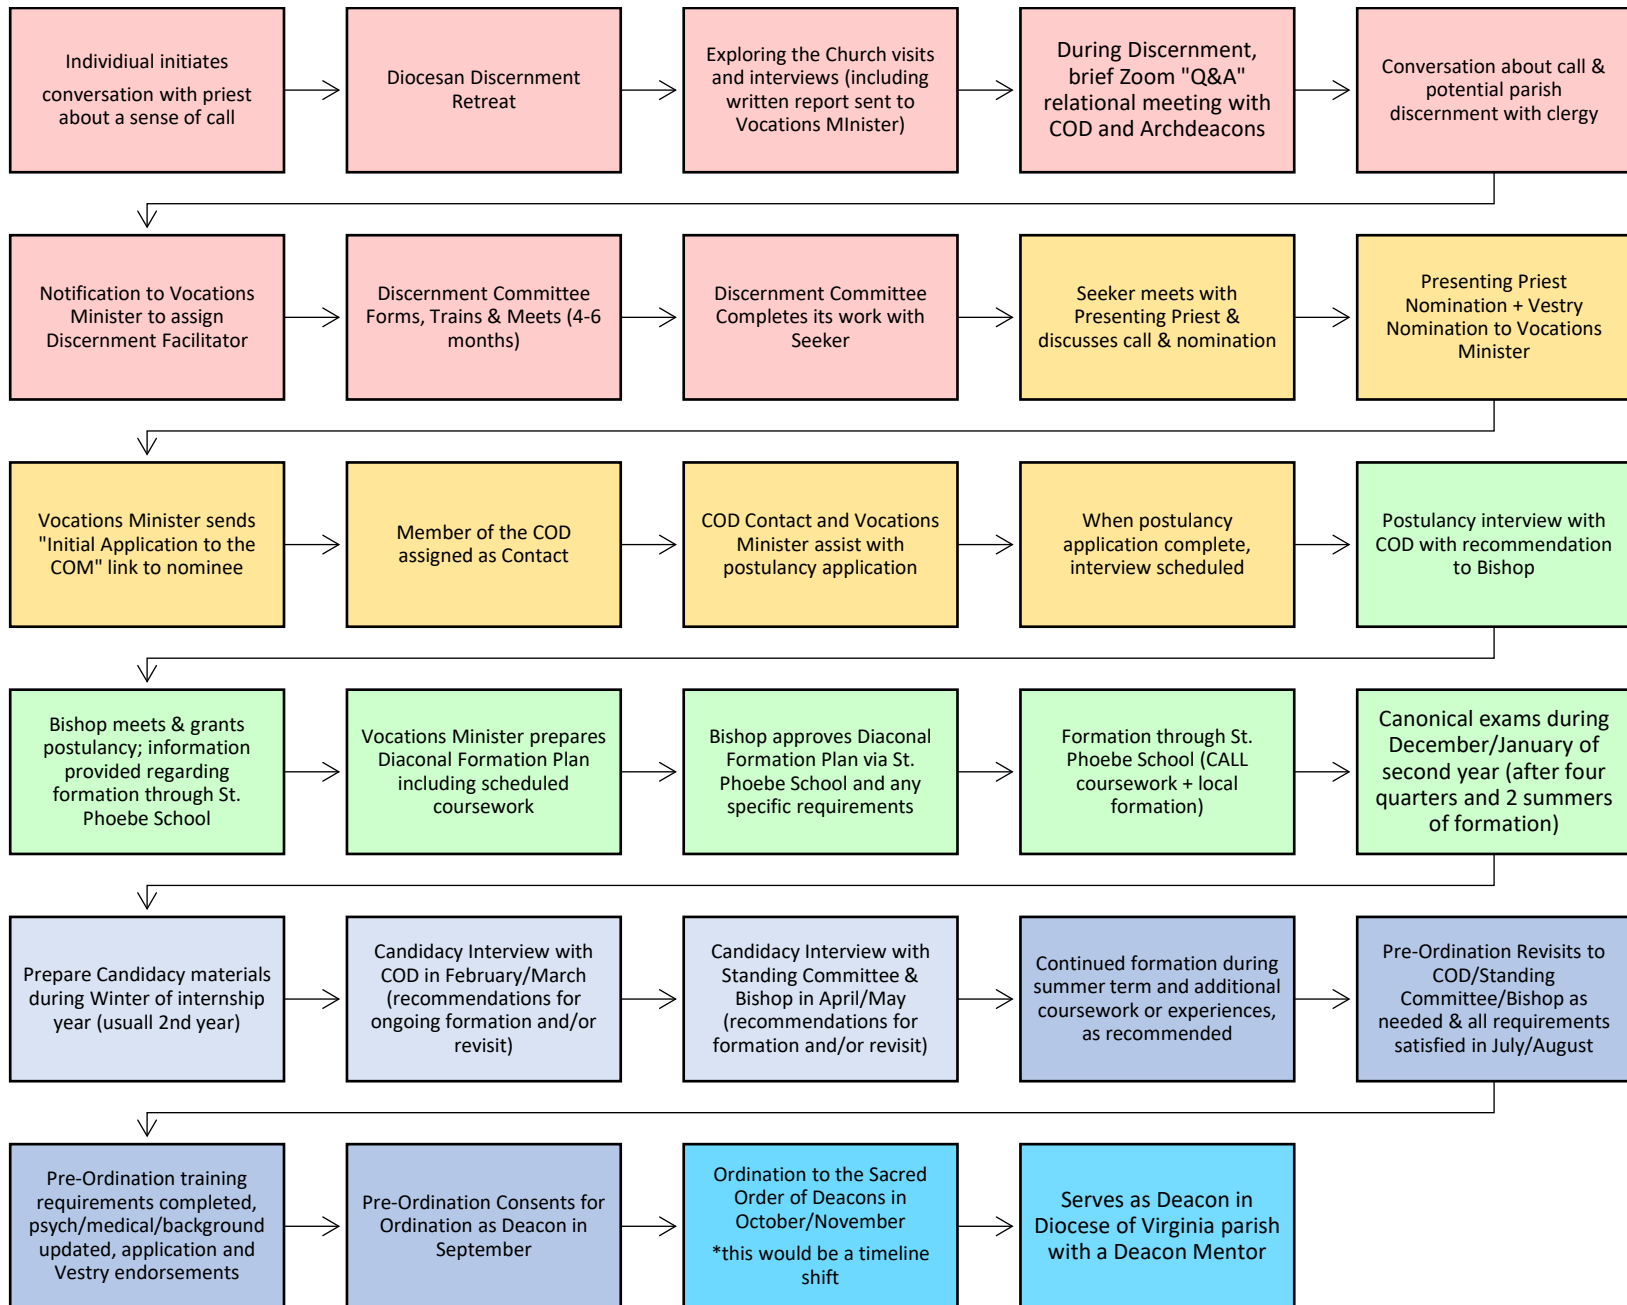 Individiual initiates
conversation with priest
about a sense of call
Diocesan Discernment
Retreat
Exploring the Church visits
and interviews (including
written report sent to
Vocations MInister)
During Discernment,
brief Zoom "Q&A"
relational meeting with
COD and Archdeacons
Conversation about call &
potential parish
discernment with clergy
Notification to Vocations
Minister to assign
Discernment Facilitator
Discernment Committee
Forms, Trains & Meets (4-6
months)
Discernment Committee
Completes its work with
Seeker
Seeker meets with
Presenting Priest &
discusses call & nomination
Presenting Priest
Nomination + Vestry
Nomination to Vocations
Minister
Vocations Minister sends
"Initial Application to the
COM" link to nominee
Member of the COD
assigned as Contact
COD Contact and Vocations
Minister assist with
postulancy application
When postulancy
application complete,
interview scheduled
Postulancy interview with
COD with recommendation
to Bishop
Bishop meets & grants
postulancy; information
provided regarding
formation through St.
Phoebe School
Vocations Minister prepares
Diaconal Formation Plan
including scheduled
coursework
Bishop approves Diaconal
Formation Plan via St.
Phoebe School and any
specific requirements
Formation through St.
Phoebe School (CALL
coursework + local
formation)
Canonical exams during
December/January of
second year (after four
quarters and 2 summers
of formation)
Prepare Candidacy materials
during Winter of internship
year (usuall 2nd year)
Candidacy Interview with
COD in February/March
(recommendations for
ongoing formation and/or
revisit)
Candidacy Interview with
Standing Committee &
Bishop in April/May
(recommendations for
formation and/or revisit)
Continued formation during
summer term and additional
coursework or experiences,
as recommended
Pre-Ordination Revisits to
COD/Standing
Committee/Bishop as
needed & all requirements
satisfied in July/August
Pre-Ordination training
requirements completed,
psych/medical/background
updated, application and
Vestry endorsements
Pre-Ordination Consents for
Ordination as Deacon in
September
Ordination to the Sacred
Order of Deacons in
October/November
*this would be a timeline
shift
Serves as Deacon in
Diocese of Virginia parish
with a Deacon Mentor